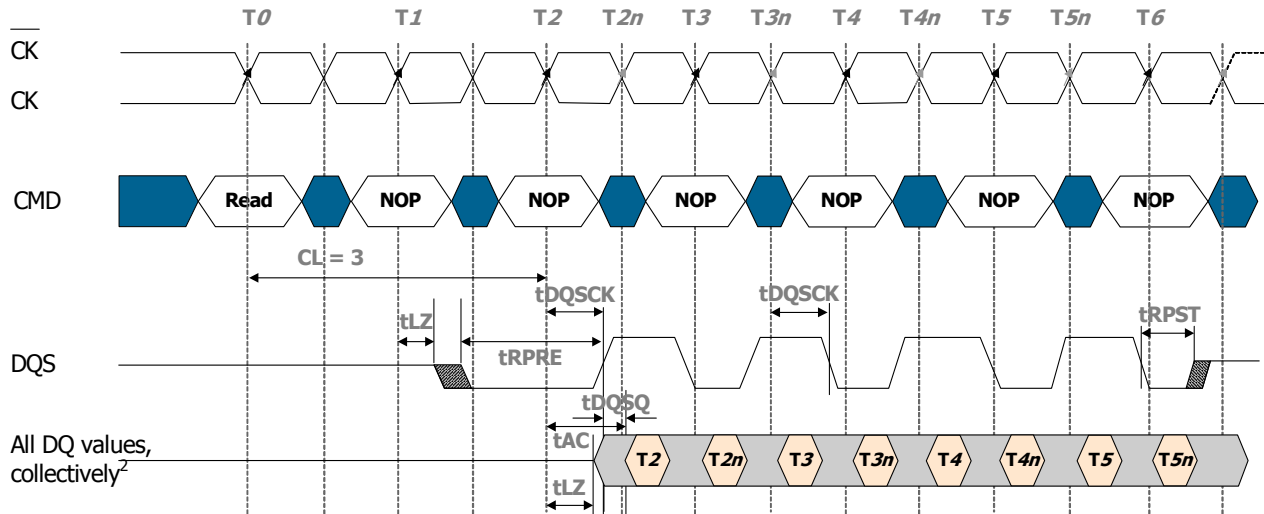 T0 T1 T2 T2n T3 T3n T4 T4n T5 T5n T6
CK
CK
CMD Read NOP NOP NOP NOP NOP NOP
CL = 3
tDQSCK tDQSCK
tLZ tRPST
tRPRE
DQS
tDQSQ
tAC
All DQ values,
collectively2 T2 T2n T3 T3n T4 T4n T5 T5n
tLZ